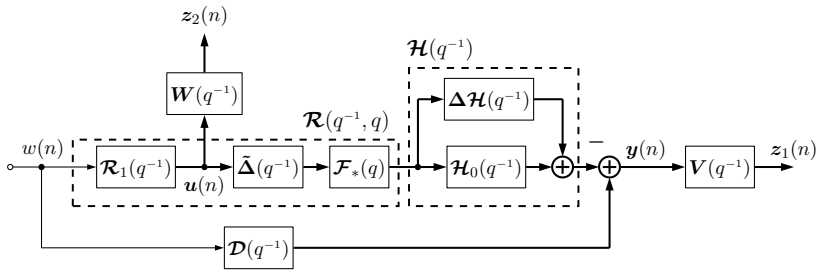 z₂(n)
𝓗(q⁻¹)
W(q⁻¹)
Δ𝓗(q⁻¹)
𝓡(q⁻¹, q)
w(n)
−
y(n)
z₁(n)
𝓡₁(q⁻¹)
u(n)
Δ̃(q⁻¹)
𝓕∗(q)
𝓗₀(q⁻¹)
V(q⁻¹)
𝓓(q⁻¹)